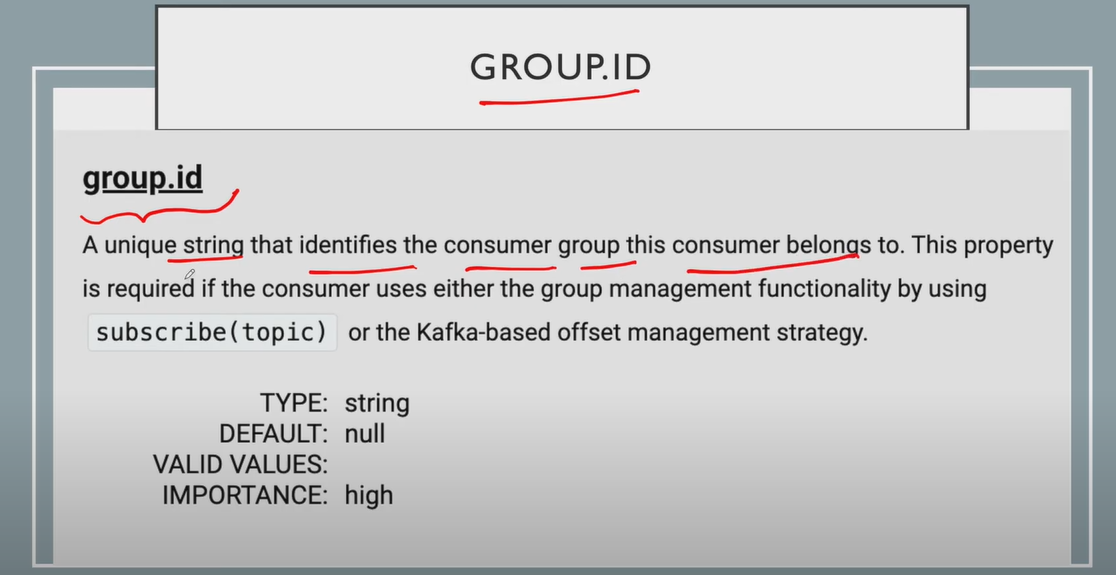 GROUP.ID
group.id
A unique string that identifies the consumer group this consumer belongs to. This property
is required if the consumer uses either the group management functionality by using
subscribe(topic) or the Kafka-based offset management strategy.
TYPE: string
DEFAULT: null
VALID VALUES:
IMPORTANCE: high